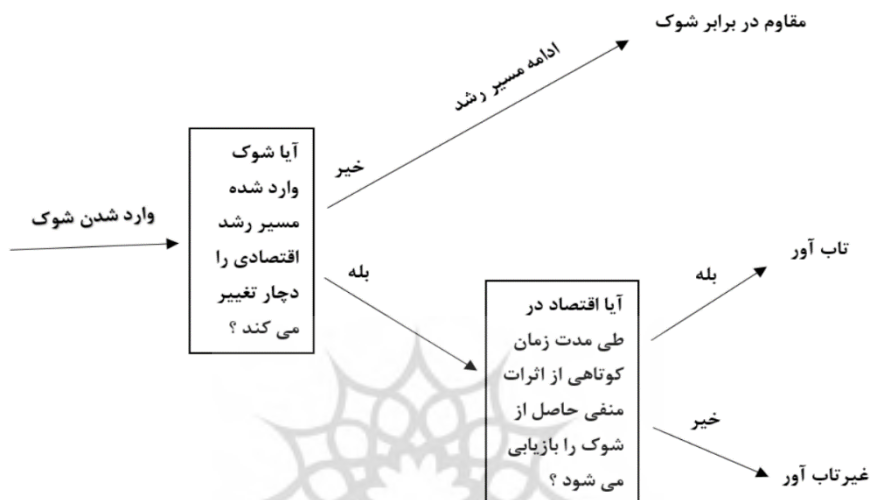 مقاوم در برابر شوک
ادامه مسیر رشد
آیا شوک
وارد شده
مسیر رشد
اقتصادی را
دچار تغییر
می کند ؟
خیر
وارد شدن شوک
بله
آیا اقتصاد در
طی مدت زمان
کوتاهی از اثرات
منفی حاصل از
شوک را بازیابی
می شود ؟
بله
تاب آور
خیر
غیرتاب آور